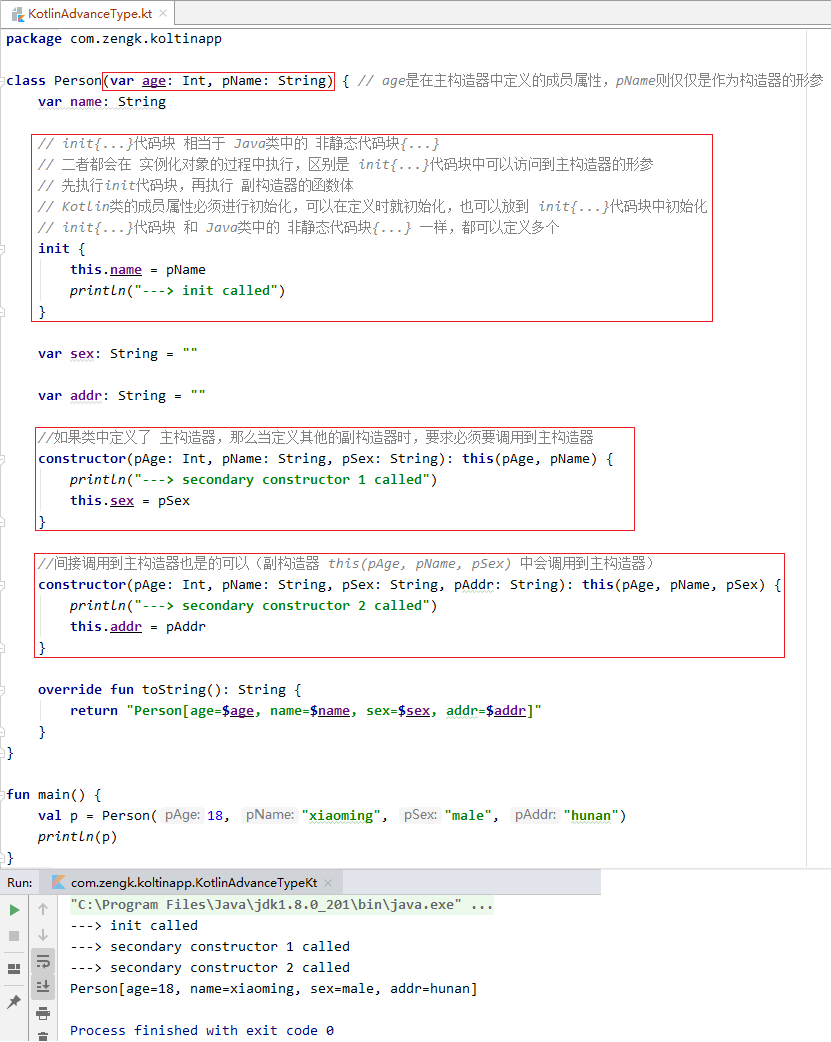 KotlinAdvanceType.kt
package com.zengk.koltinapp
class Person(var age: Int, pName: String) { // age是在主构造器中定义的成员属性，pName则仅仅是作为构造器的形参
var name: String
// init{...}代码块 相当于 Java类中的 非静态代码块{...}
// 二者都会在 实例化对象的过程中执行，区别是 init{...}代码块中可以访问到主构造器的形参
// 先执行init代码块，再执行 副构造器的函数体
// Kotlin类的成员属性必须进行初始化，可以在定义时就初始化，也可以放到 init{...}代码块中初始化
// init{...}代码块 和 Java类中的 非静态代码块{...} 一样，都可以定义多个
init {
this.name = pName
println("---> init called")
}
var sex: String = ""
var addr: String = ""
//如果类中定义了 主构造器，那么当定义其他的副构造器时，要求必须要调用到主构造器
constructor(pAge: Int, pName: String, pSex: String): this(pAge, pName) {
println("---> secondary constructor 1 called")
this.sex = pSex
}
//间接调用到主构造器也是的可以（副构造器 this(pAge, pName, pSex) 中会调用到主构造器）
constructor(pAge: Int, pName: String, pSex: String, pAddr: String): this(pAge, pName, pSex) {
println("---> secondary constructor 2 called")
this.addr = pAddr
}
override fun toString(): String {
return "Person[age=$age, name=$name, sex=$sex, addr=$addr]"
}
}
fun main() {
val p = Person( pAge: 18, pName: "xiaoming", pSex: "male", pAddr: "hunan")
println(p)
}
Run: com.zengk.koltinapp.KotlinAdvanceTypeKt
"C:\Program Files\Java\jdk1.8.0_201\bin\java.exe" ...
---> init called
---> secondary constructor 1 called
---> secondary constructor 2 called
Person[age=18, name=xiaoming, sex=male, addr=hunan]
Process finished with exit code 0